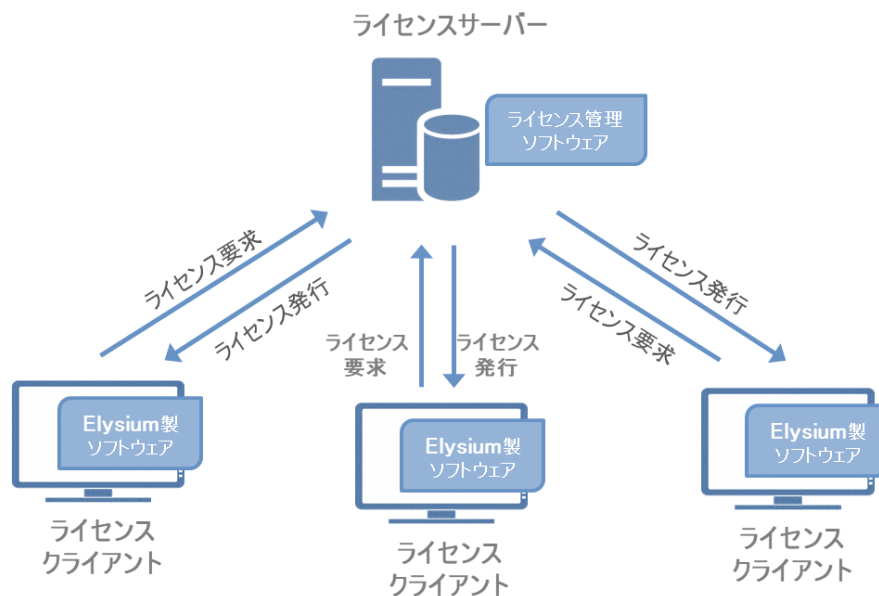 ライセンスサーバー
ライセンス管理
ソフトウェア
ライセンス要求
ライセンス発行
ライセンス
要求
ライセンス
発行
ライセンス発行
ライセンス要求
Elysium製
ソフトウェア
ライセンス
クライアント
Elysium製
ソフトウェア
ライセンス
クライアント
Elysium製
ソフトウェア
ライセンス
クライアント